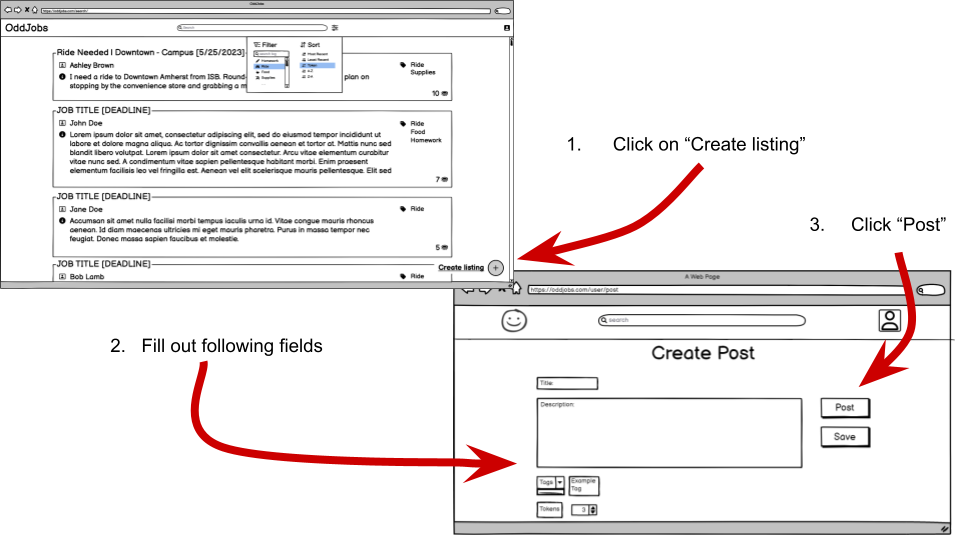 OddJobs
https://oddjobs.com/search/
OddJobs
Search
Filter
Sort
Search tag
Homework
Ride
Food
Supplies
Most Recent
Least Recent
Token
A-Z
Z-A
Ride Needed | Downtown - Campus [5/25/2023]
Ashley Brown
Ride
Supplies
I need a ride to Downtown Amherst from ISB. Round-
plan on
stopping by the convenience store and grabbing a m
10
JOB TITLE [DEADLINE]
John Doe
Ride
Food
Homework
Lorem ipsum dolor sit amet, consectetur adipiscing elit, sed do eiusmod tempor incididunt ut
labore et dolore magna aliqua. Ac tortor dignissim convallis aenean et tortor at. Mattis nunc sed
blandit libero volutpat. Lorem ipsum dolor sit amet consectetur. Arcu vitae elementum curabitur
vitae nunc sed. A condimentum vitae sapien pellentesque habitant morbi. Enim praesent
elementum facilisis leo vel fringilla est. Aenean vel elit scelerisque mauris pellentesque. Elit sed
7
JOB TITLE [DEADLINE]
Jane Doe
Ride
Accumsan sit amet nulla facilisi morbi tempus iaculis urna id. Vitae congue mauris rhoncus
aenean. Id diam maecenas ultricies mi eget mauris pharetra. Purus in massa tempor nec
feugiat. Donec massa sapien faucibus et molestie.
5
JOB TITLE [DEADLINE]
Bob Lamb
Ride
Create listing
1. Click on “Create listing”
3. Click “Post”
2. Fill out following fields
A Web Page
https://oddjobs.com/user/post
search
Create Post
Title:
Description:
Post
Save
Tags
Example
Tag
Tokens
3